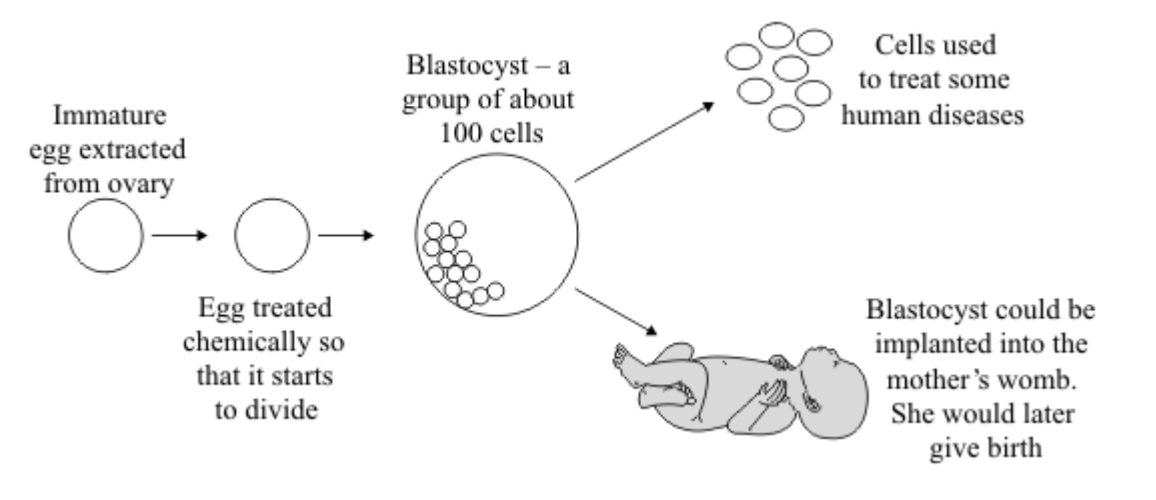 Immature
egg extracted
from ovary
Egg treated
chemically so
that it starts
to divide
Blastocyst – a
group of about
100 cells
Cells used
to treat some
human diseases
Blastocyst could be
implanted into the
mother's womb.
She would later
give birth